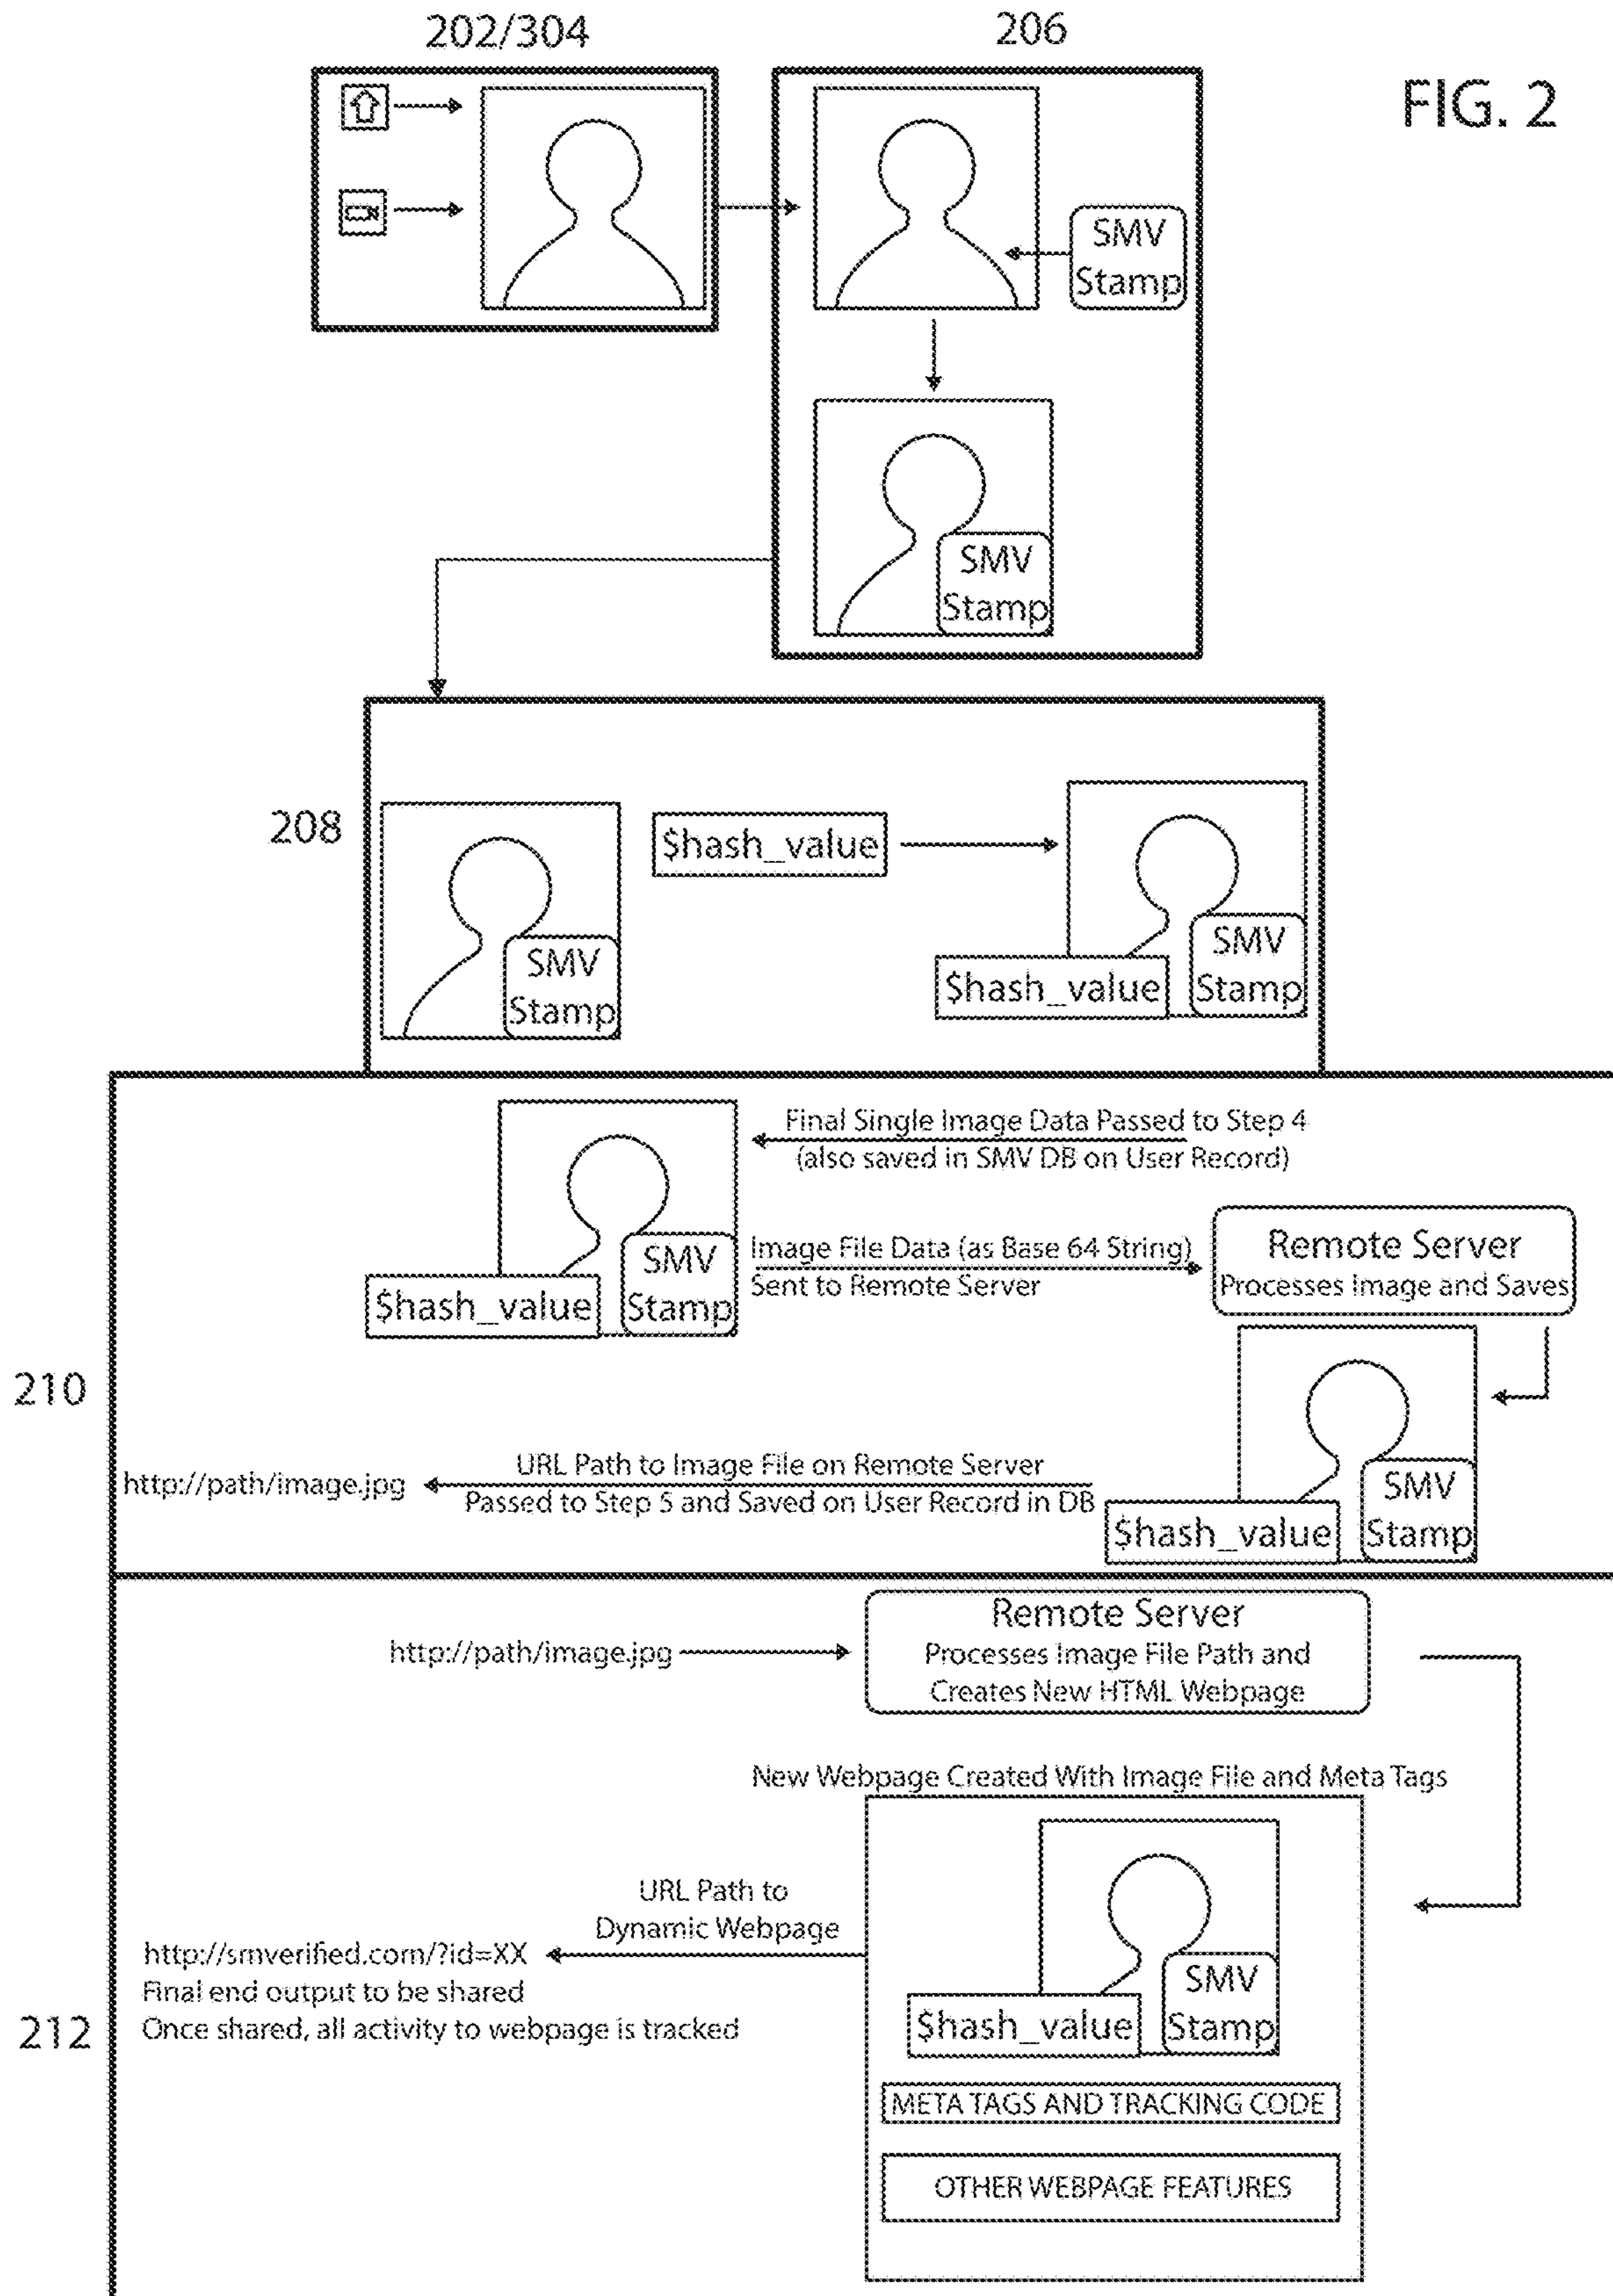 202/304
206
FIG. 2
SMV
Stamp
SMV
Stamp
208
$hash_value
SMV
Stamp
SMV
$hash_value
Stamp
Final Single Image Data Passed to Step 4
(also saved in SMV DB on User Record)
Image File Data (as Base 64 String)
Sent to Remote Server
Remote Server
Processes Image and Saves
SMV
$hash_value
Stamp
210
URL Path to Image File on Remote Server
http://path/image.jpg
Passed to Step 5 and Saved on User Record in DB
SMV
$hash_value
Stamp
Remote Server
http://path/image.jpg
Processes Image File Path and
Creates New HTML Webpage
New Webpage Created With Image File and Meta Tags
URL Path to
Dynamic Webpage
http://smverified.com/?id=XX
Final end output to be shared
Once shared, all activity to webpage is tracked
212
SMV
$hash_value
Stamp
META TAGS AND TRACKING CODE
OTHER WEBPAGE FEATURES